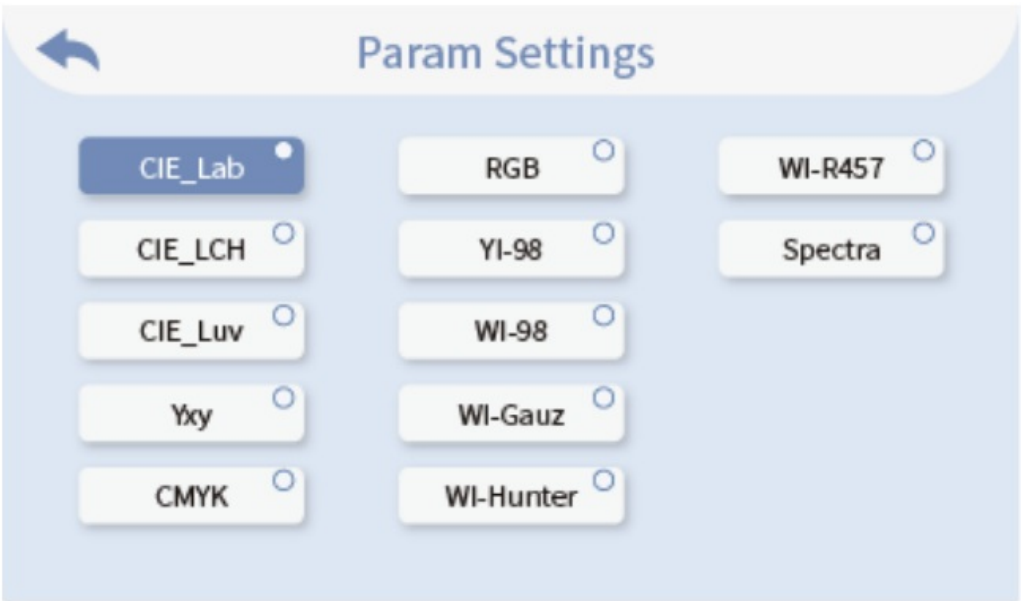 Param Settings
CIE_Lab
RGB
WI-R457
CIE_LCH
YI-98
Spectra
CIE_Luv
WI-98
Yxy
WI-Gauz
CMYK
WI-Hunter